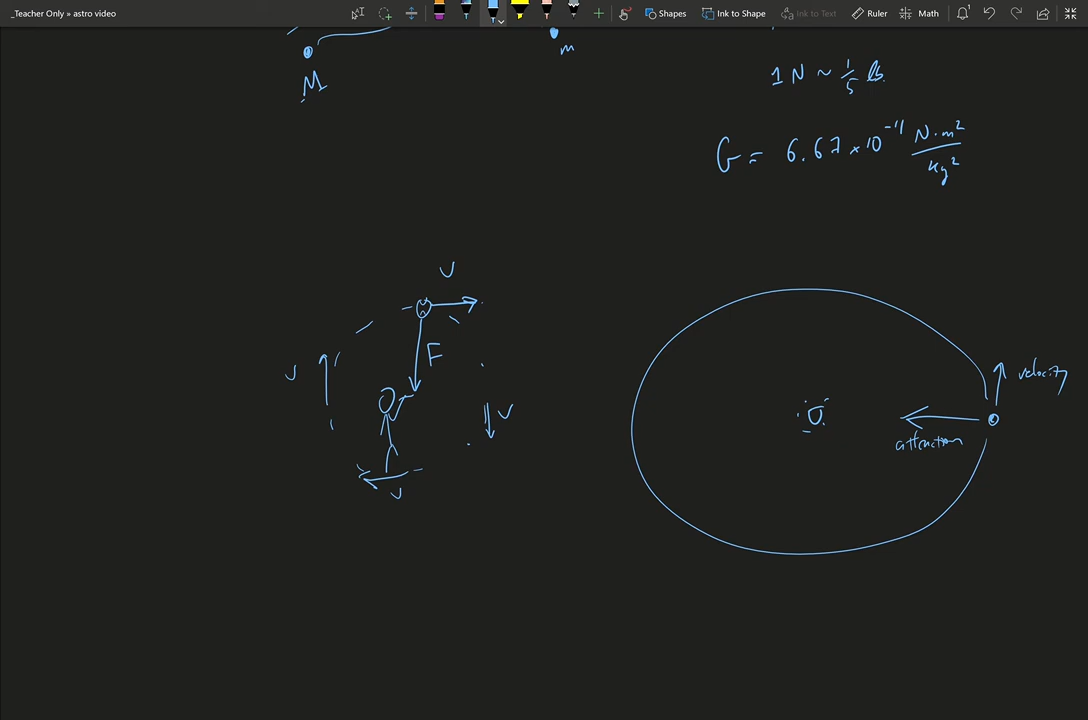 _Teacher Only » astro video
Shapes
Ink to Shape
Ink to Text
Ruler
Math
M
m
1 N ~ 1/5 lb.
G = 6.67 × 10^-11 N·m²/kg²
V
F
V
V
V
velocity
attraction